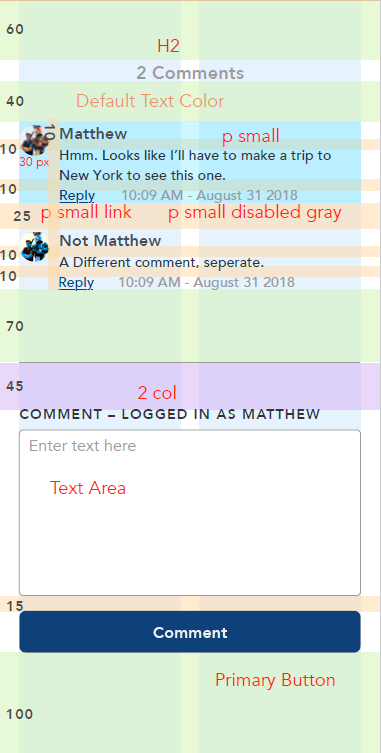 60
H2
2 Comments
40
Default Text Color
10
Matthew
p small
10
Hmm. Looks like I'll have to make a trip to
30 px
New York to see this one.
10
Reply
10:09 AM - August 31 2018
25
p small link
p small disabled gray
Not Matthew
10
A Different comment, seperate.
10
Reply
10:09 AM - August 31 2018
70
45
2 col
COMMENT – LOGGED IN AS MATTHEW
Enter text here
Text Area
15
Comment
Primary Button
100